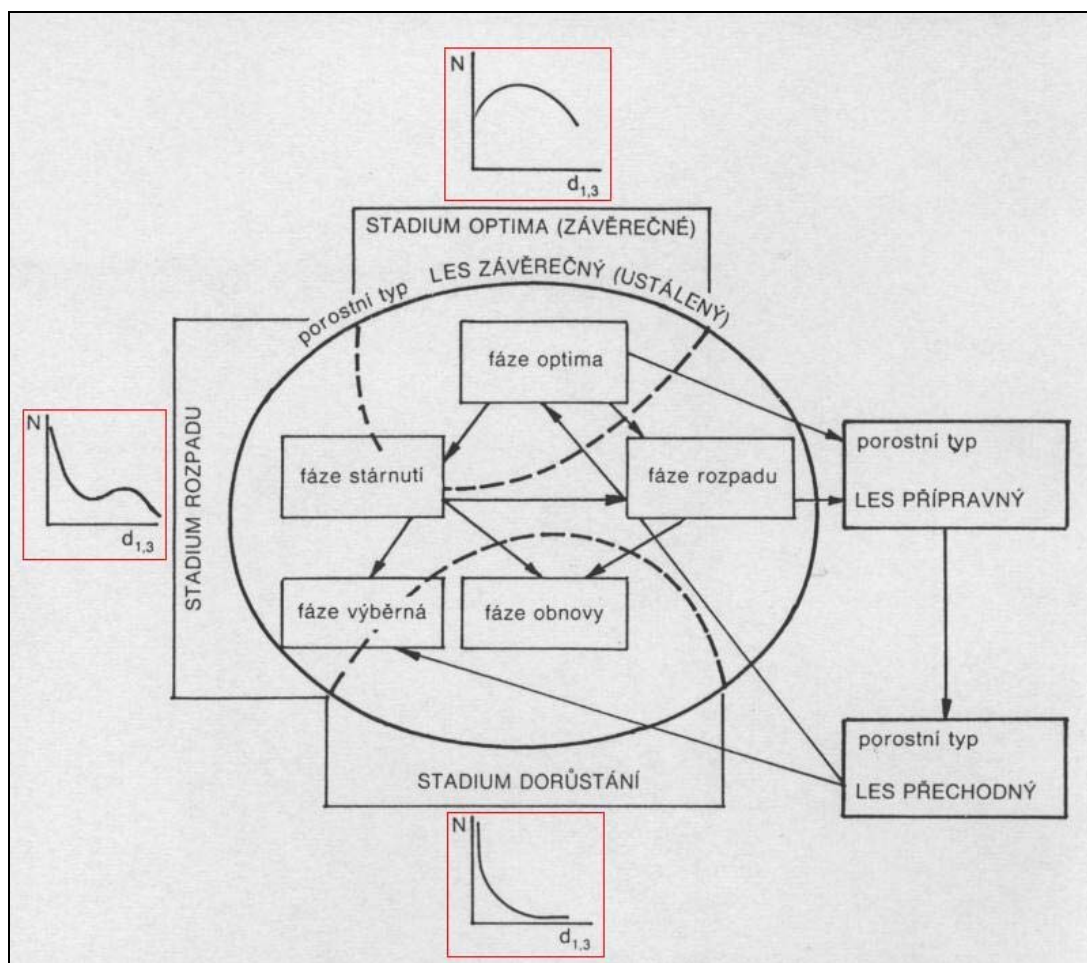 N
d1,3
STADIUM OPTIMA (ZÁVĚREČNÉ)
LES ZÁVĚREČNÝ (USTÁLENÝ)
porostní typ
fáze optima
STADIUM ROZPADU
N
d1,3
fáze stárnutí
fáze rozpadu
porostní typ
LES PŘÍPRAVNÝ
fáze výběrná
fáze obnovy
porostní typ
LES PŘECHODNÝ
STADIUM DORŮSTÁNÍ
N
d1,3